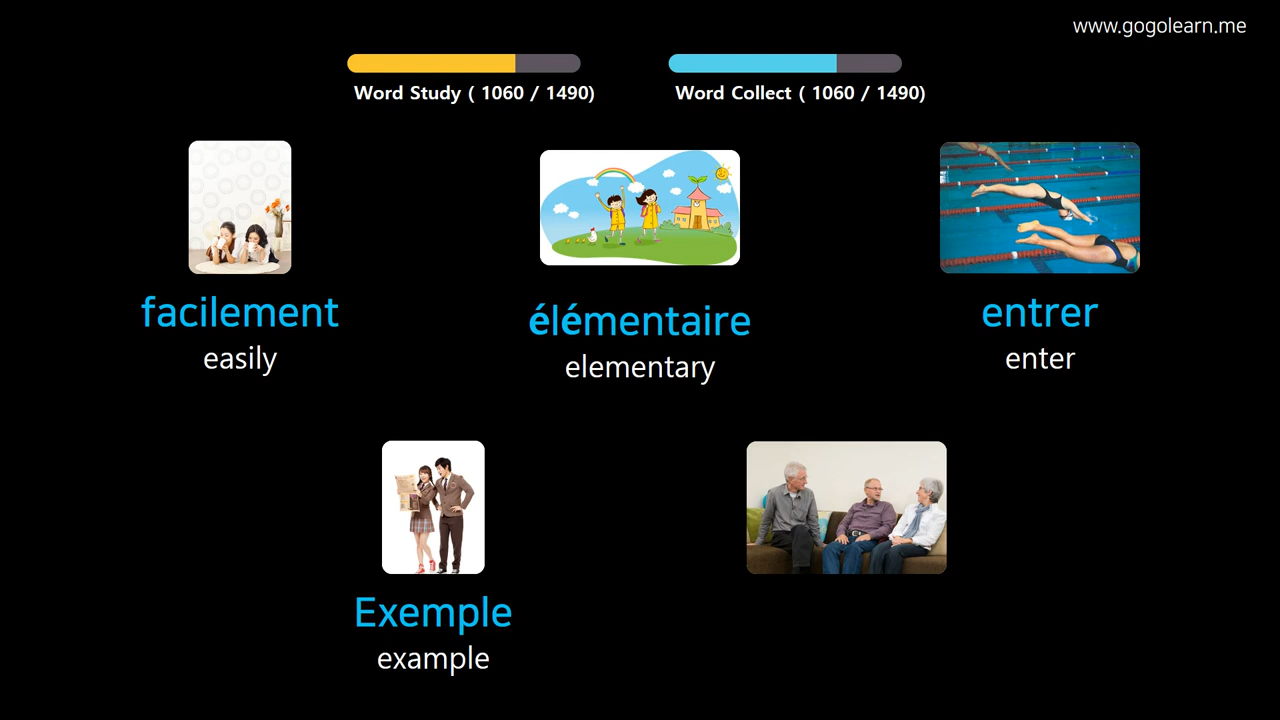 www.gogolearn.me
Word Study ( 1060 / 1490)
Word Collect ( 1060 / 1490)
facilement
easily
élémentaire
elementary
entrer
enter
Exemple
example